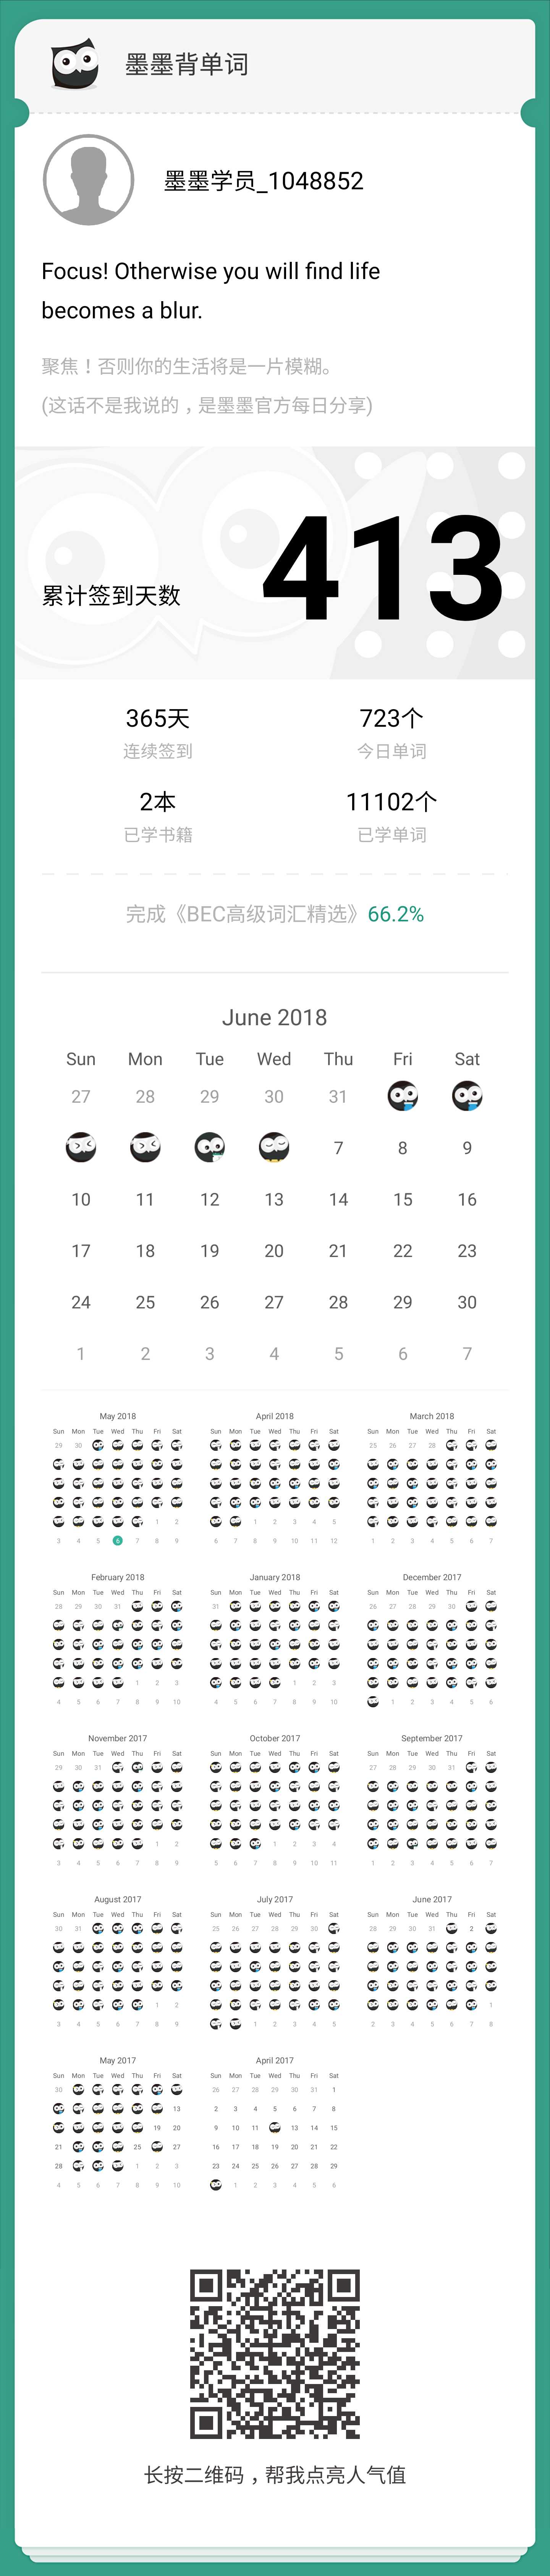 墨墨背单词
墨墨学员_1048852
Focus! Otherwise you will find life
becomes a blur.
聚焦！否则你的生活将是一片模糊。
(这话不是我说的，是墨墨官方每日分享)
累计签到天数 413
365天 723个
连续签到 今日单词
2本 11102个
已学书籍 已学单词
完成《BEC高级词汇精选》66.2%
June 2018
Sun Mon Tue Wed Thu Fri Sat
27 28 29 30 31
7 8 9
10 11 12 13 14 15 16
17 18 19 20 21 22 23
24 25 26 27 28 29 30
1 2 3 4 5 6 7
May 2018
Sun Mon Tue Wed Thu Fri Sat
29 30
1 2
3 4 5 6 7 8 9
April 2018
Sun Mon Tue Wed Thu Fri Sat
1 2 3 4 5
6 7 8 9 10 11 12
March 2018
Sun Mon Tue Wed Thu Fri Sat
25 26 27 28
1 2 3 4 5 6 7
February 2018
Sun Mon Tue Wed Thu Fri Sat
28 29 30 31
1 2 3
4 5 6 7 8 9 10
January 2018
Sun Mon Tue Wed Thu Fri Sat
31
1 2 3
4 5 6 7 8 9 10
December 2017
Sun Mon Tue Wed Thu Fri Sat
26 27 28 29 30
1 2 3 4 5 6
November 2017
Sun Mon Tue Wed Thu Fri Sat
29 30 31
1 2
3 4 5 6 7 8 9
October 2017
Sun Mon Tue Wed Thu Fri Sat
1 2 3 4
5 6 7 8 9 10 11
September 2017
Sun Mon Tue Wed Thu Fri Sat
27 28 29 30 31
1 2 3 4 5 6 7
August 2017
Sun Mon Tue Wed Thu Fri Sat
30 31
1 2
3 4 5 6 7 8 9
July 2017
Sun Mon Tue Wed Thu Fri Sat
25 26 27 28 29 30
1 2 3 4 5
June 2017
Sun Mon Tue Wed Thu Fri Sat
28 29 30 31 2
1
2 3 4 5 6 7 8
May 2017
Sun Mon Tue Wed Thu Fri Sat
30
13
19 20
21 25 27
28 1 2 3
4 5 6 7 8 9 10
April 2017
Sun Mon Tue Wed Thu Fri Sat
26 27 28 29 30 31 1
2 3 4 5 6 7 8
9 10 11 13 14 15
16 17 18 19 20 21 22
23 24 25 26 27 28 29
1 2 3 4 5 6
长按二维码，帮我点亮人气值